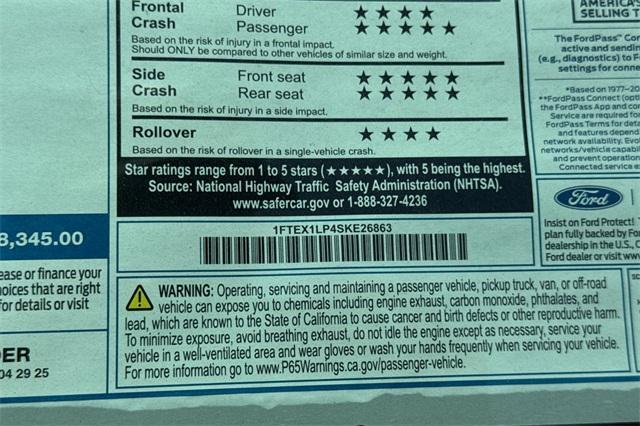 Frontal Driver ★★★★
Crash Passenger ★★★★★
Based on the risk of injury in a frontal impact.
Should ONLY be compared to other vehicles of similar size and weight.
Side Front seat ★★★★★
Crash Rear seat ★★★★★
Based on the risk of injury in a side impact.
Rollover ★★★★
Based on the risk of rollover in a single-vehicle crash.
Star ratings range from 1 to 5 stars (★★★★★), with 5 being the highest.
Source: National Highway Traffic Safety Administration (NHTSA).
www.safercar.gov or 1-888-327-4236
1FTEX1LP4SKE26863
WARNING: Operating, servicing and maintaining a passenger vehicle, pickup truck, van, or off-road
vehicle can expose you to chemicals including engine exhaust, carbon monoxide, phthalates, and
lead, which are known to the State of California to cause cancer and birth defects or other reproductive harm.
To minimize exposure, avoid breathing exhaust, do not idle the engine except as necessary, service your
vehicle in a well-ventilated area and wear gloves or wash your hands frequently when servicing your vehicle.
For more information go to www.P65Warnings.ca.gov/passenger-vehicle.
8,345.00
ease or finance your
oices that are right
for details or visit
DER
04 29 25
AMERICA
SELLING T
The FordPass™ Con
active and sendin
(e.g., diagnostics) to F
settings for conne
*Based on 1977-20
**FordPass Connect (opt
the FordPass App and co
Service are required fo
FordPass Terms for deta
and features depend
network availability. Evol
networks/vehicle capabil
and prevent operation
Connected service e
Ford
Insist on Ford Protect!
plan fully backed by For
dealership in the U.S., C
Ford dealer or visit www